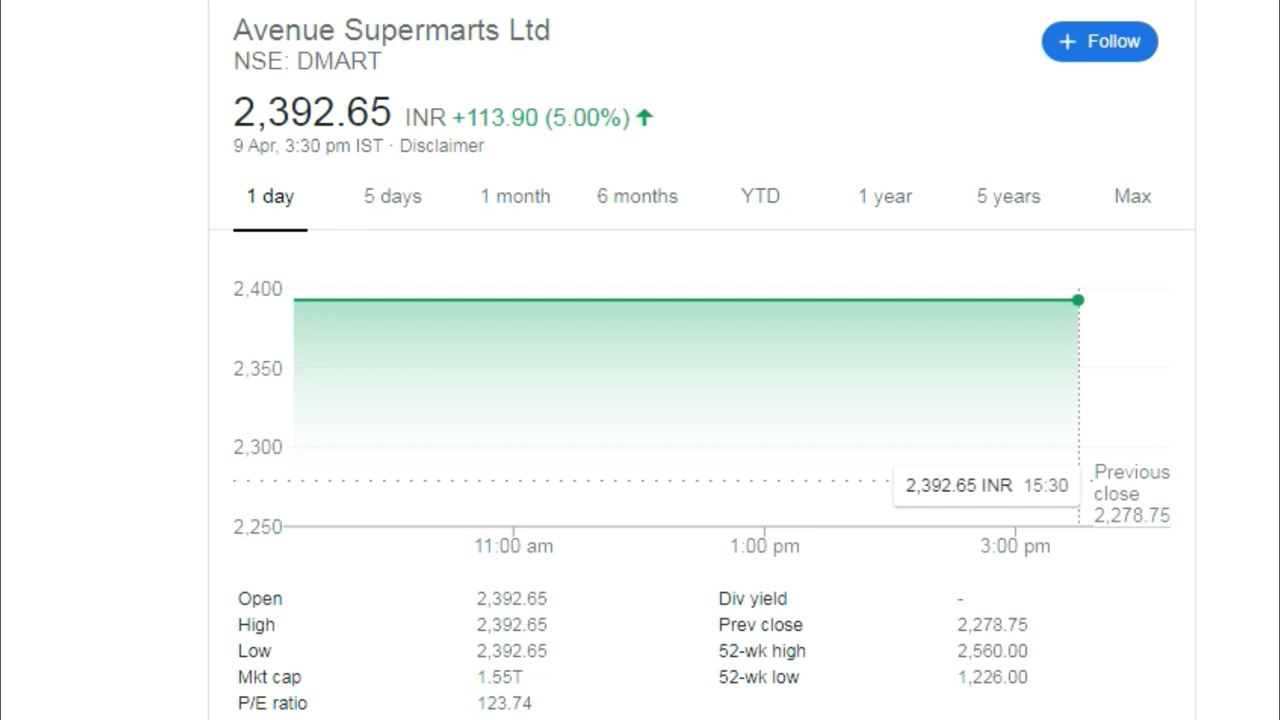 Avenue Supermarts Ltd
NSE: DMART
+ Follow
2,392.65 INR +113.90 (5.00%)
9 Apr, 3:30 pm IST · Disclaimer
1 day 5 days 1 month 6 months YTD 1 year 5 years Max
2,400
2,350
2,300
2,250
2,392.65 INR 15:30
Previous
close
2,278.75
11:00 am 1:00 pm 3:00 pm
Open 2,392.65 Div yield -
High 2,392.65 Prev close 2,278.75
Low 2,392.65 52-wk high 2,560.00
Mkt cap 1.55T 52-wk low 1,226.00
P/E ratio 123.74